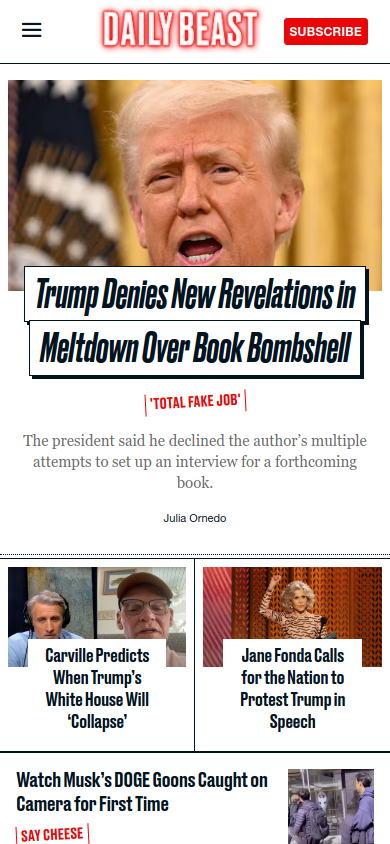 DAILY BEAST
SUBSCRIBE
Trump Denies New Revelations in
Meltdown Over Book Bombshell
'TOTAL FAKE JOB'
The president said he declined the author’s multiple
attempts to set up an interview for a forthcoming
book.
Julia Ornedo
Carville Predicts
When Trump’s
White House Will
‘Collapse’
Jane Fonda Calls
for the Nation to
Protest Trump in
Speech
Watch Musk’s DOGE Goons Caught on
Camera for First Time
SAY CHEESE